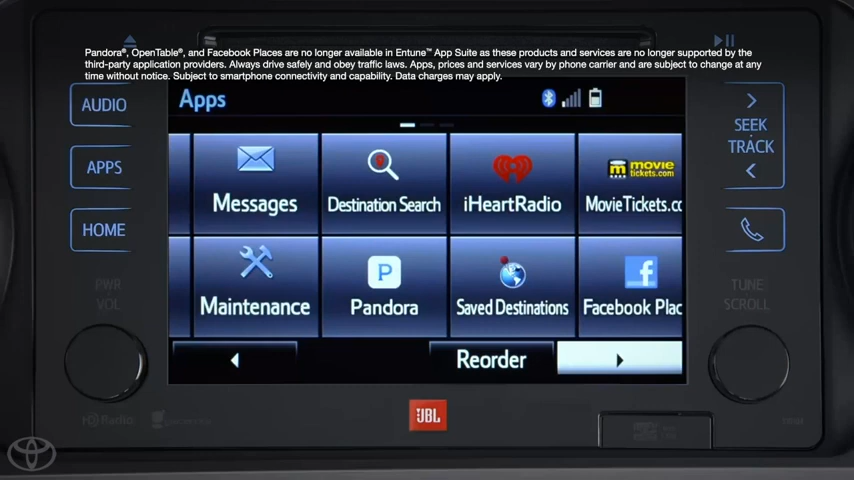 Pandora®, OpenTable®, and Facebook Places are no longer available in Entune™ App Suite as these products and services are no longer supported by the
third-party application providers. Always drive safely and obey traffic laws. Apps, prices and services vary by phone carrier and are subject to change at any
time without notice. Subject to smartphone connectivity and capability. Data charges may apply.
AUDIO
Apps
SEEK
TRACK
APPS
Messages
Destination Search
iHeartRadio
movie
tickets.com
MovieTickets.cc
HOME
PWR
VOL
Maintenance
P
Pandora
Saved Destinations
f
Facebook Plac
TUNE
SCROLL
Reorder
JBL
HD Radio